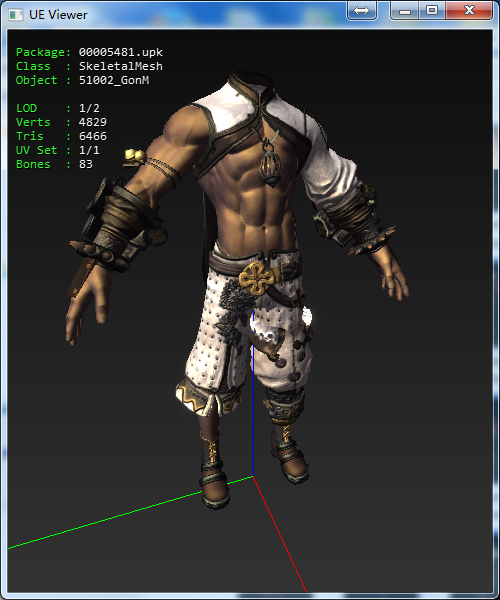 UE Viewer
Package: 00005481.upk
Class  : SkeletalMesh
Object : 51002_GonM
LOD    : 1/2
Verts  : 4829
Tris   : 6466
UV Set : 1/1
Bones  : 83